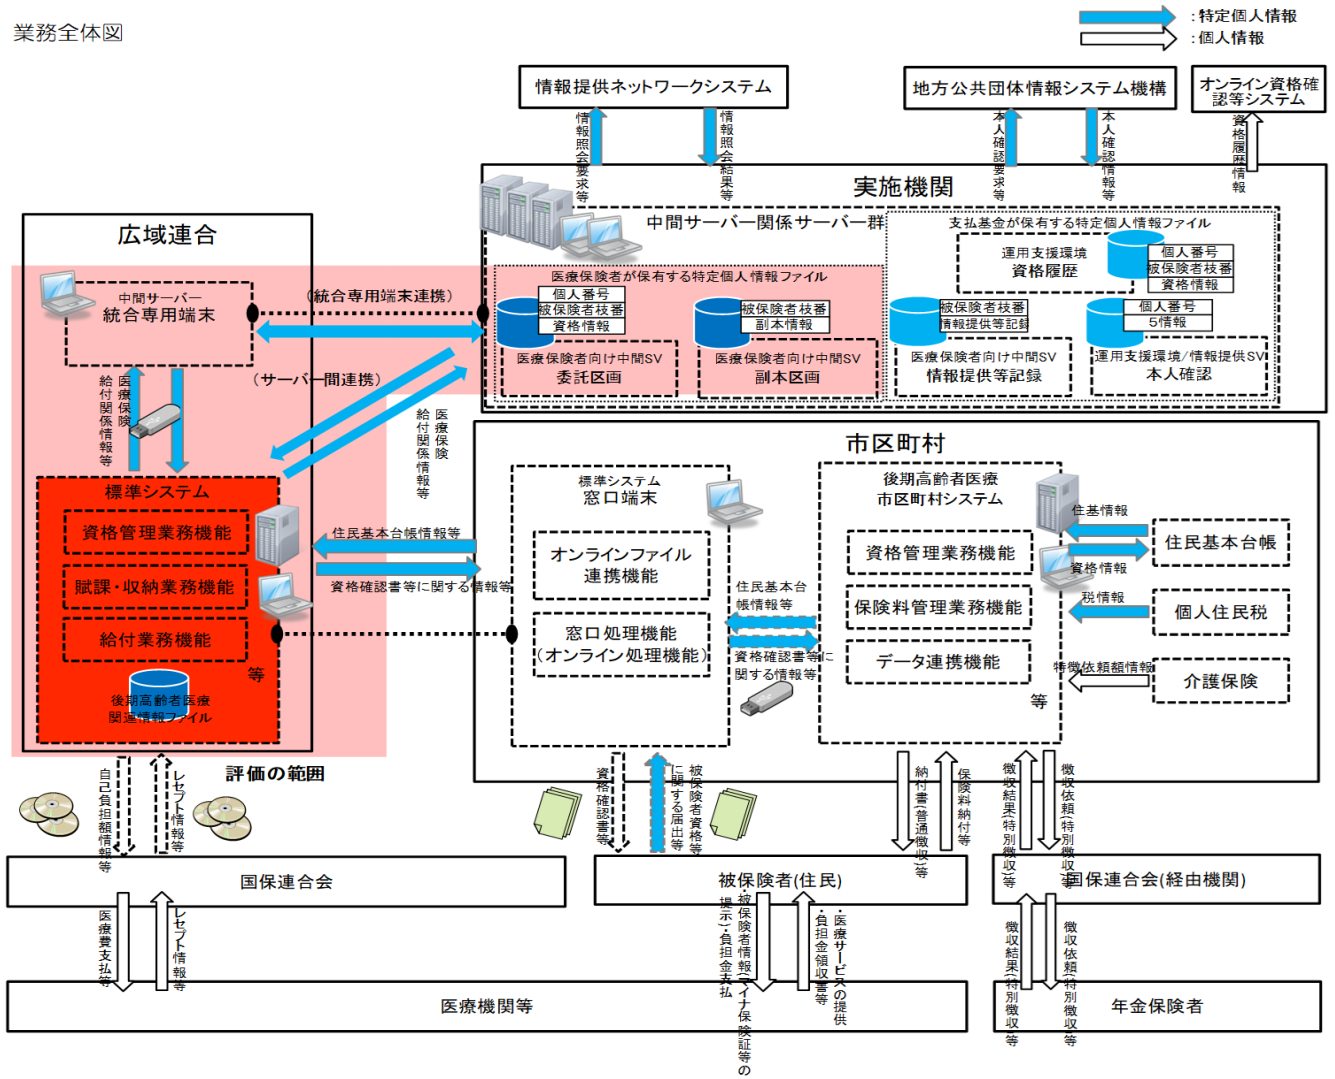 業務全体図
：特定個人情報
：個人情報
情報提供ネットワークシステム
地方公共団体情報システム機構
オンライン資格確
認等システム
情報照会要求等
情報照会結果等
本人確認要求等
本人確認情報等
資格履歴情報
実施機関
中間サーバー関係サーバー群
支払基金が保有する特定個人情報ファイル
運用支援環境
資格履歴
個人番号
被保険者枝番
資格情報
医療保険者が保有する特定個人情報ファイル
個人番号
被保険者枝番
資格情報
医療保険者向け中間SV
委託区画
被保険者枝番
副本情報
医療保険者向け中間SV
副本区画
被保険者枝番
情報提供等記録
医療保険者向け中間SV
情報提供等記録
個人番号
5情報
運用支援環境/情報提供SV
本人確認
広域連合
中間サーバー
統合専用端末
（統合専用端末連携）
（サーバー間連携）
医療保険
給付関係情報等
医療保険
給付関係情報等
標準システム
資格管理業務機能
賦課・収納業務機能
給付業務機能
等
後期高齢者医療
関連情報ファイル
評価の範囲
住民基本台帳情報等
資格確認書等に関する情報等
市区町村
標準システム
窓口端末
オンラインファイル
連携機能
窓口処理機能
（オンライン処理機能）
住民基本台
帳情報等
資格確認書等に
関する情報等
後期高齢者医療
市区町村システム
資格管理業務機能
保険料管理業務機能
データ連携機能
等
住基情報
資格情報
税情報
特徴依頼額情報
住民基本台帳
個人住民税
介護保険
自己負担額情報等
レセプト情報等
資格確認書等
被保険者資格等
に関する届出等
納付書(普通徴収)等
保険料納付等
徴収結果(特別徴収)等
徴収依頼(特別徴収)等
国保連合会
被保険者(住民)
国保連合会(経由機関)
医療費支払等
レセプト情報等
・被保険者情報(マイナ保険証等の
提示)・負担金支払
・医療サービスの提供
・負担金領収書等
徴収結果(特別徴収)等
徴収依頼(特別徴収)等
医療機関等
年金保険者